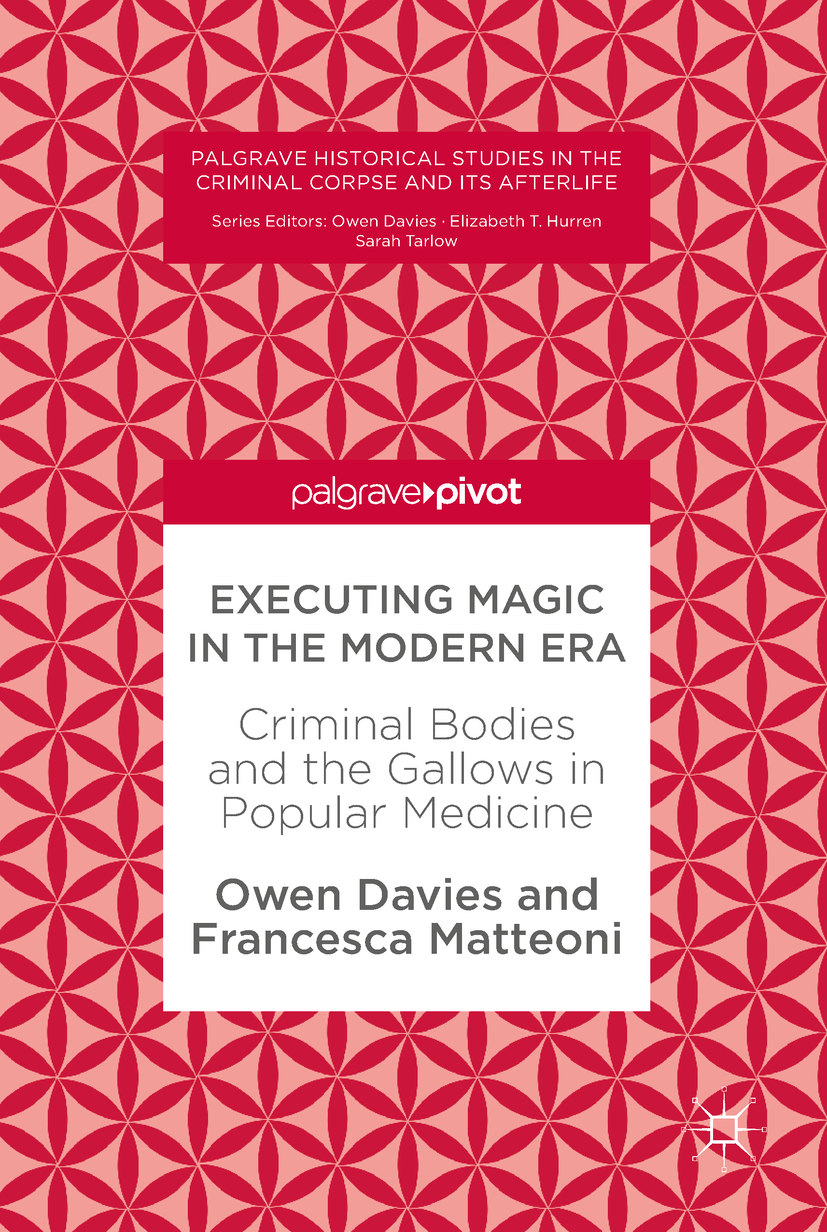 PALGRAVE HISTORICAL STUDIES IN THE
CRIMINAL CORPSE AND ITS AFTERLIFE
Series Editors: Owen Davies · Elizabeth T. Hurren
Sarah Tarlow
palgrave▸pivot
EXECUTING MAGIC
IN THE MODERN ERA
Criminal Bodies
and the Gallows in
Popular Medicine
Owen Davies and
Francesca Matteoni